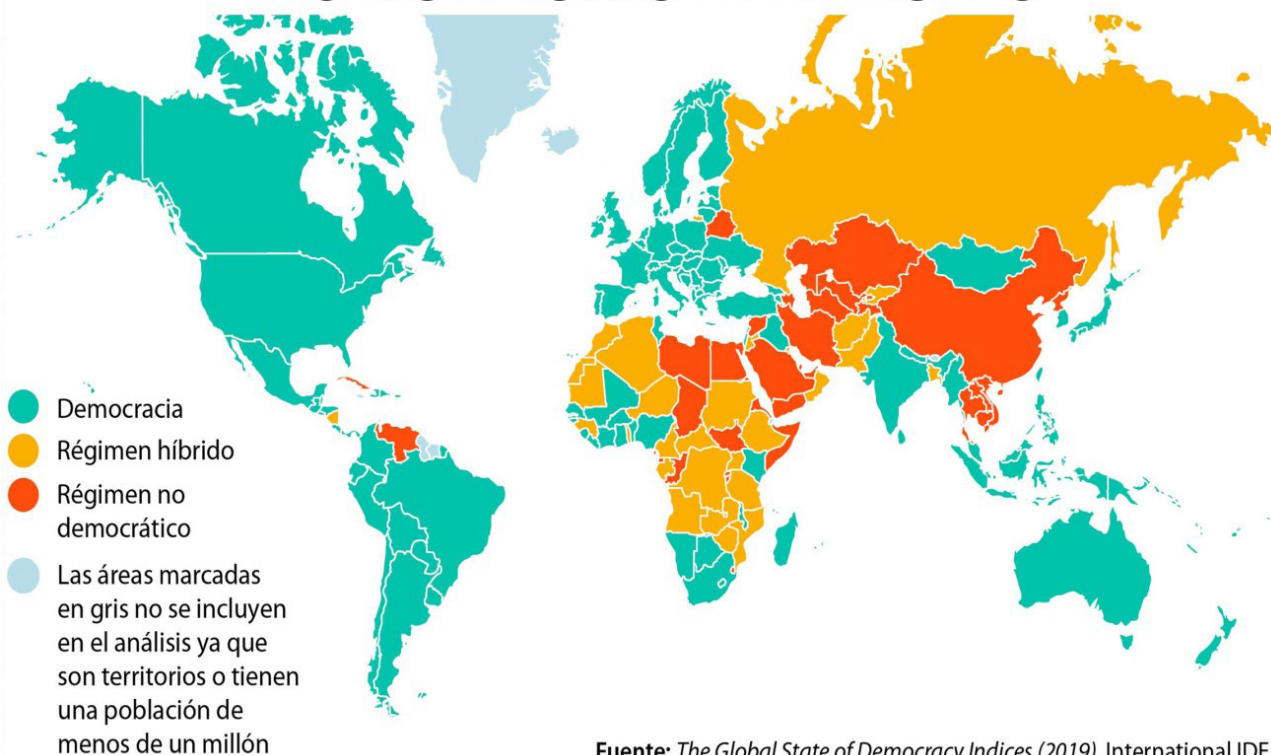 Democracia
Régimen híbrido
Régimen no
democrático
Las áreas marcadas
en gris no se incluyen
en el análisis ya que
son territorios o tienen
una población de
menos de un millón
Fuente: The Global State of Democracy Indices (2019), International IDE